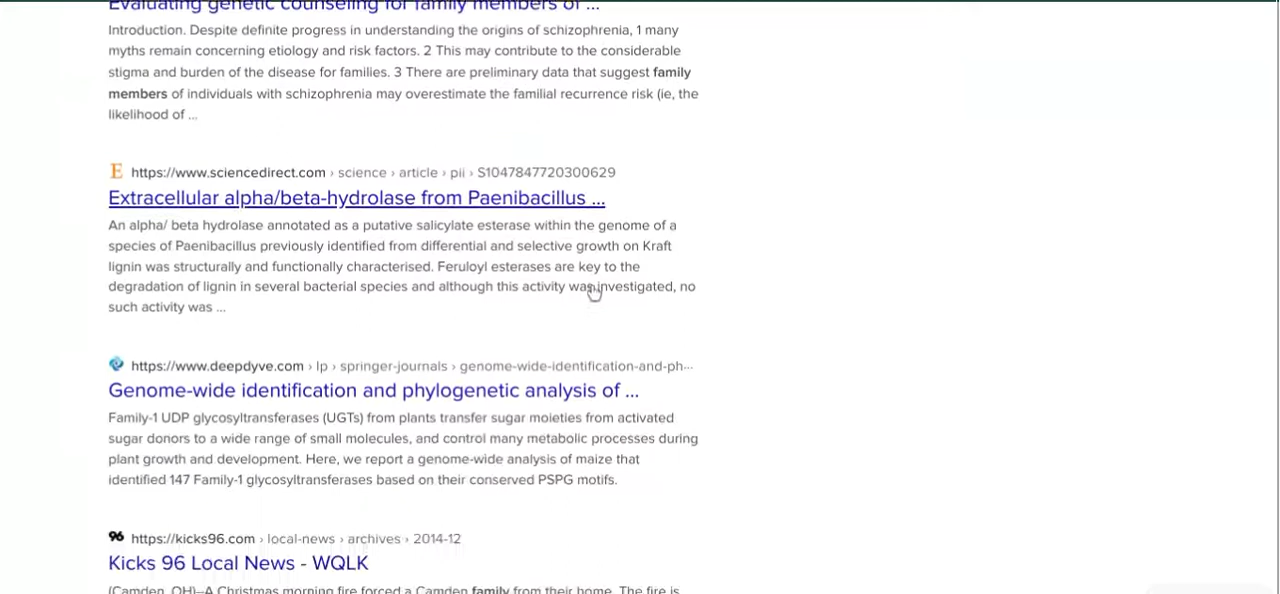 Evaluating genetic counseling for family members of ...
Introduction. Despite definite progress in understanding the origins of schizophrenia, 1 many
myths remain concerning etiology and risk factors. 2 This may contribute to the considerable
stigma and burden of the disease for families. 3 There are preliminary data that suggest family
members of individuals with schizophrenia may overestimate the familial recurrence risk (ie, the
likelihood of ...
E https://www.sciencedirect.com › science › article › pii › S1047847720300629
Extracellular alpha/beta-hydrolase from Paenibacillus ...
An alpha/ beta hydrolase annotated as a putative salicylate esterase within the genome of a
species of Paenibacillus previously identified from differential and selective growth on Kraft
lignin was structurally and functionally characterised. Feruloyl esterases are key to the
degradation of lignin in several bacterial species and although this activity was investigated, no
such activity was ...
https://www.deepdyve.com › lp › springer-journals › genome-wide-identification-and-ph...
Genome-wide identification and phylogenetic analysis of ...
Family-1 UDP glycosyltransferases (UGTs) from plants transfer sugar moieties from activated
sugar donors to a wide range of small molecules, and control many metabolic processes during
plant growth and development. Here, we report a genome-wide analysis of maize that
identified 147 Family-1 glycosyltransferases based on their conserved PSPG motifs.
96 https://kicks96.com › local-news › archives › 2014-12
Kicks 96 Local News - WQLK
(Camden, OH)--A Christmas morning fire forced a Camden family from their home. The fire is